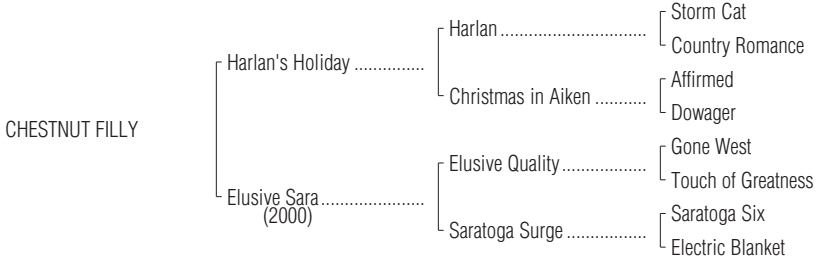 Storm Cat
Harlan..............................
Country Romance
Harlan's Holiday ...............
Affirmed
Christmas in Aiken ...........
Dowager
CHESTNUT FILLY
Gone West
Elusive Quality..................
Touch of Greatness
Elusive Sara......................
(2000)
Saratoga Six
Saratoga Surge .................
Electric Blanket